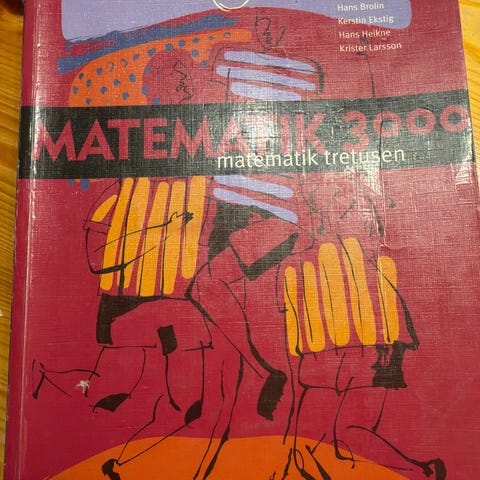 Hans Brolin
Kerstin Ekstig
Hans Heikne
Krister Larsson
MATEMATIK 3000
matematik tretusen